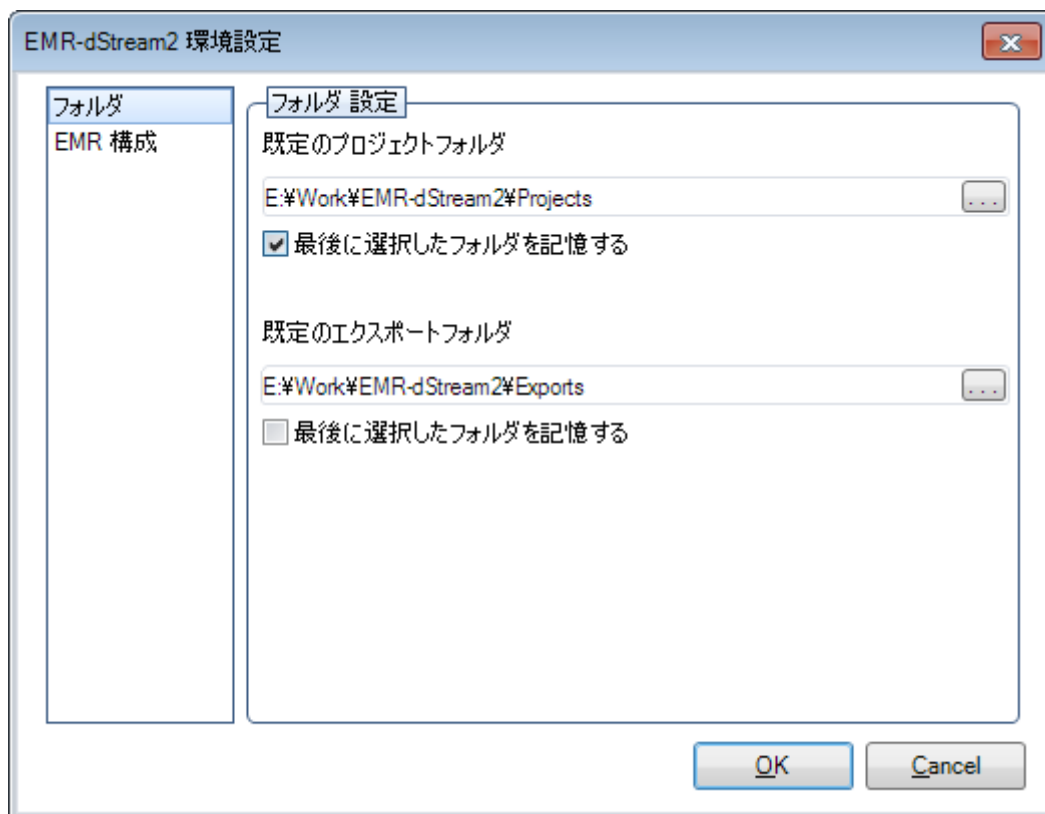 EMR-dStream2 環境設定
フォルダ
EMR 構成
フォルダ 設定
既定のプロジェクトフォルダ
E:¥Work¥EMR-dStream2¥Projects
...
最後に選択したフォルダを記憶する
既定のエクスポートフォルダ
E:¥Work¥EMR-dStream2¥Exports
...
最後に選択したフォルダを記憶する
OK
Cancel